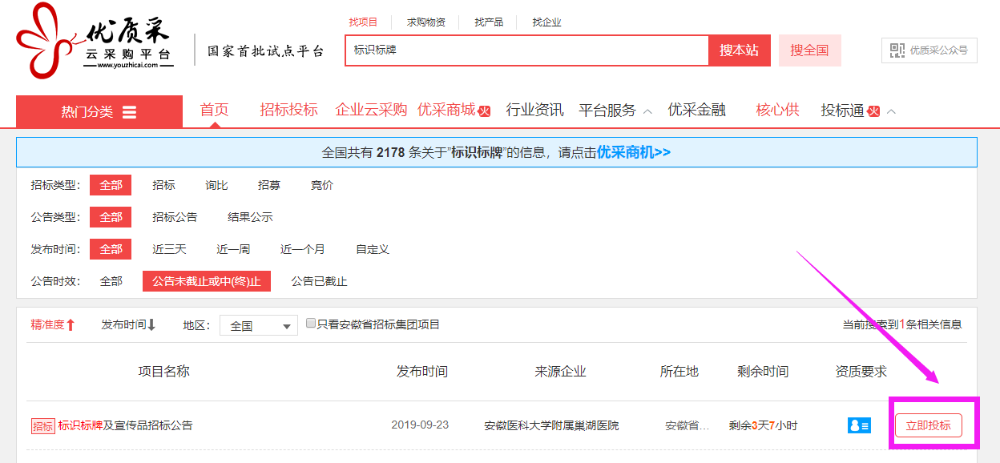 优质采
云采购平台
www.youzhicai.com
国家首批试点平台
找项目 求购物资 找产品 找企业
标识标牌 搜本站 搜全国
优质采公众号
热门分类 首页 招标投标 企业云采购 优采商城 火 行业资讯 平台服务 优采金融 核心供 投标通 火
全国共有 2178 条关于"标识标牌"的信息，请点击优采商机>>
招标类型： 全部 招标 询比 招募 竞价
公告类型： 全部 招标公告 结果公示
发布时间： 全部 近三天 近一周 近一个月 自定义
公告时效： 全部 公告未截止或中(终)止 公告已截止
精准度 发布时间 地区： 全国 只看安徽省招标集团项目 当前搜索到1条相关信息
项目名称 发布时间 来源企业 所在地 剩余时间 资质要求
招标 标识标牌及宣传品招标公告 2019-09-23 安徽医科大学附属巢湖医院 安徽省... 剩余3天7小时 立即投标